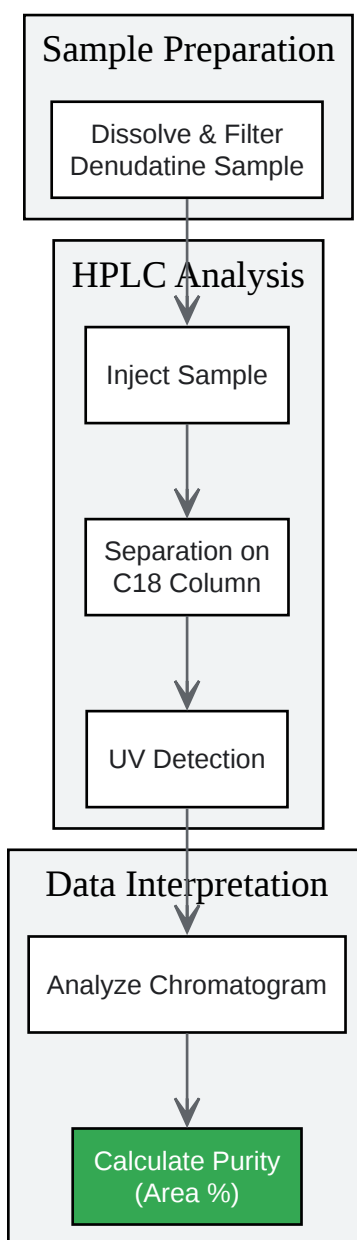 Sample Preparation
Dissolve & Filter
Denudatine Sample
HPLC Analysis
Inject Sample
Separation on
C18 Column
UV Detection
Data Interpretation
Analyze Chromatogram
Calculate Purity
(Area %)